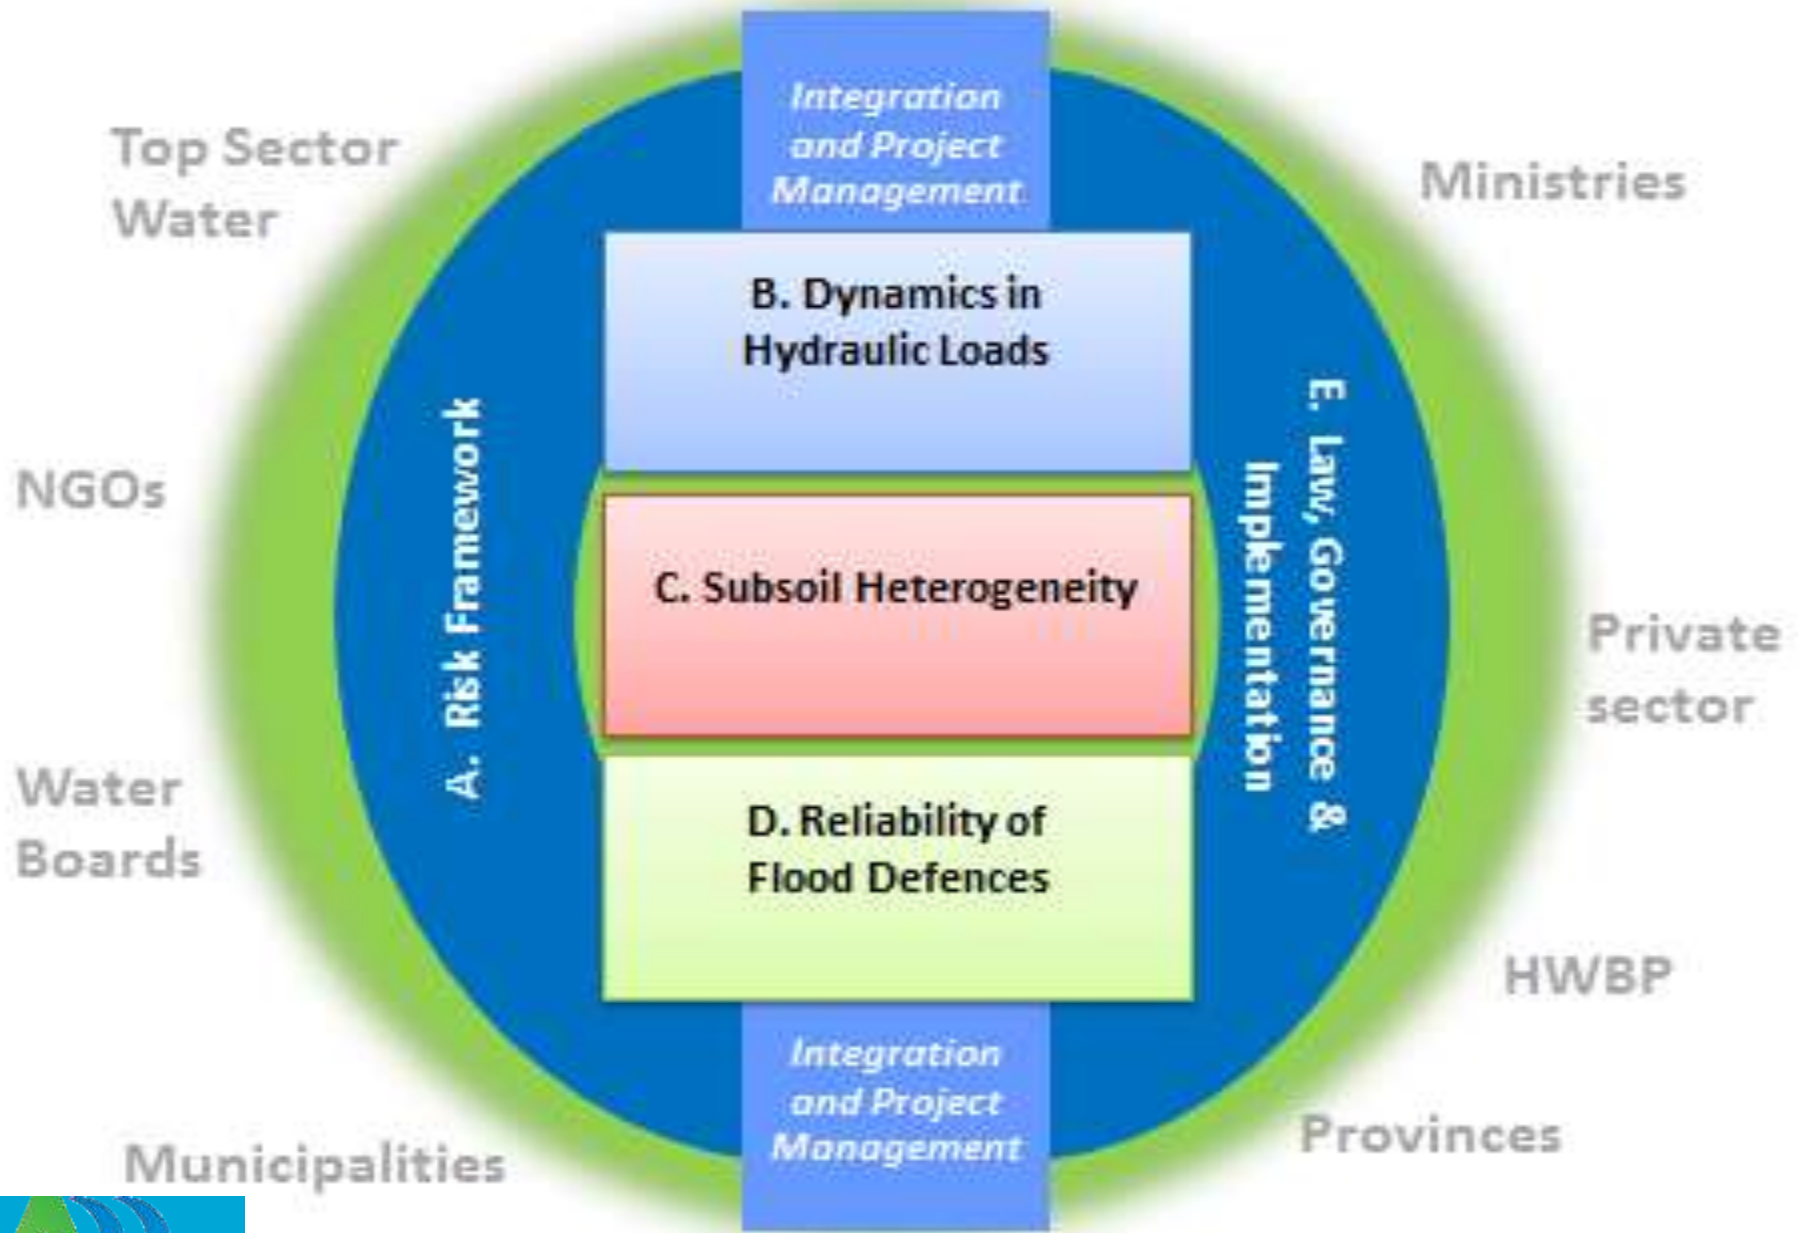 Integration
and Project
Management
Top Sector
Water
Ministries
B. Dynamics in
Hydraulic Loads
A. Risk Framework
E. Law, Governance &
Implementation
NGOs
C. Subsoil Heterogeneity
Private
sector
Water
Boards
D. Reliability of
Flood Defences
HWBP
Integration
and Project
Management
Provinces
Municipalities